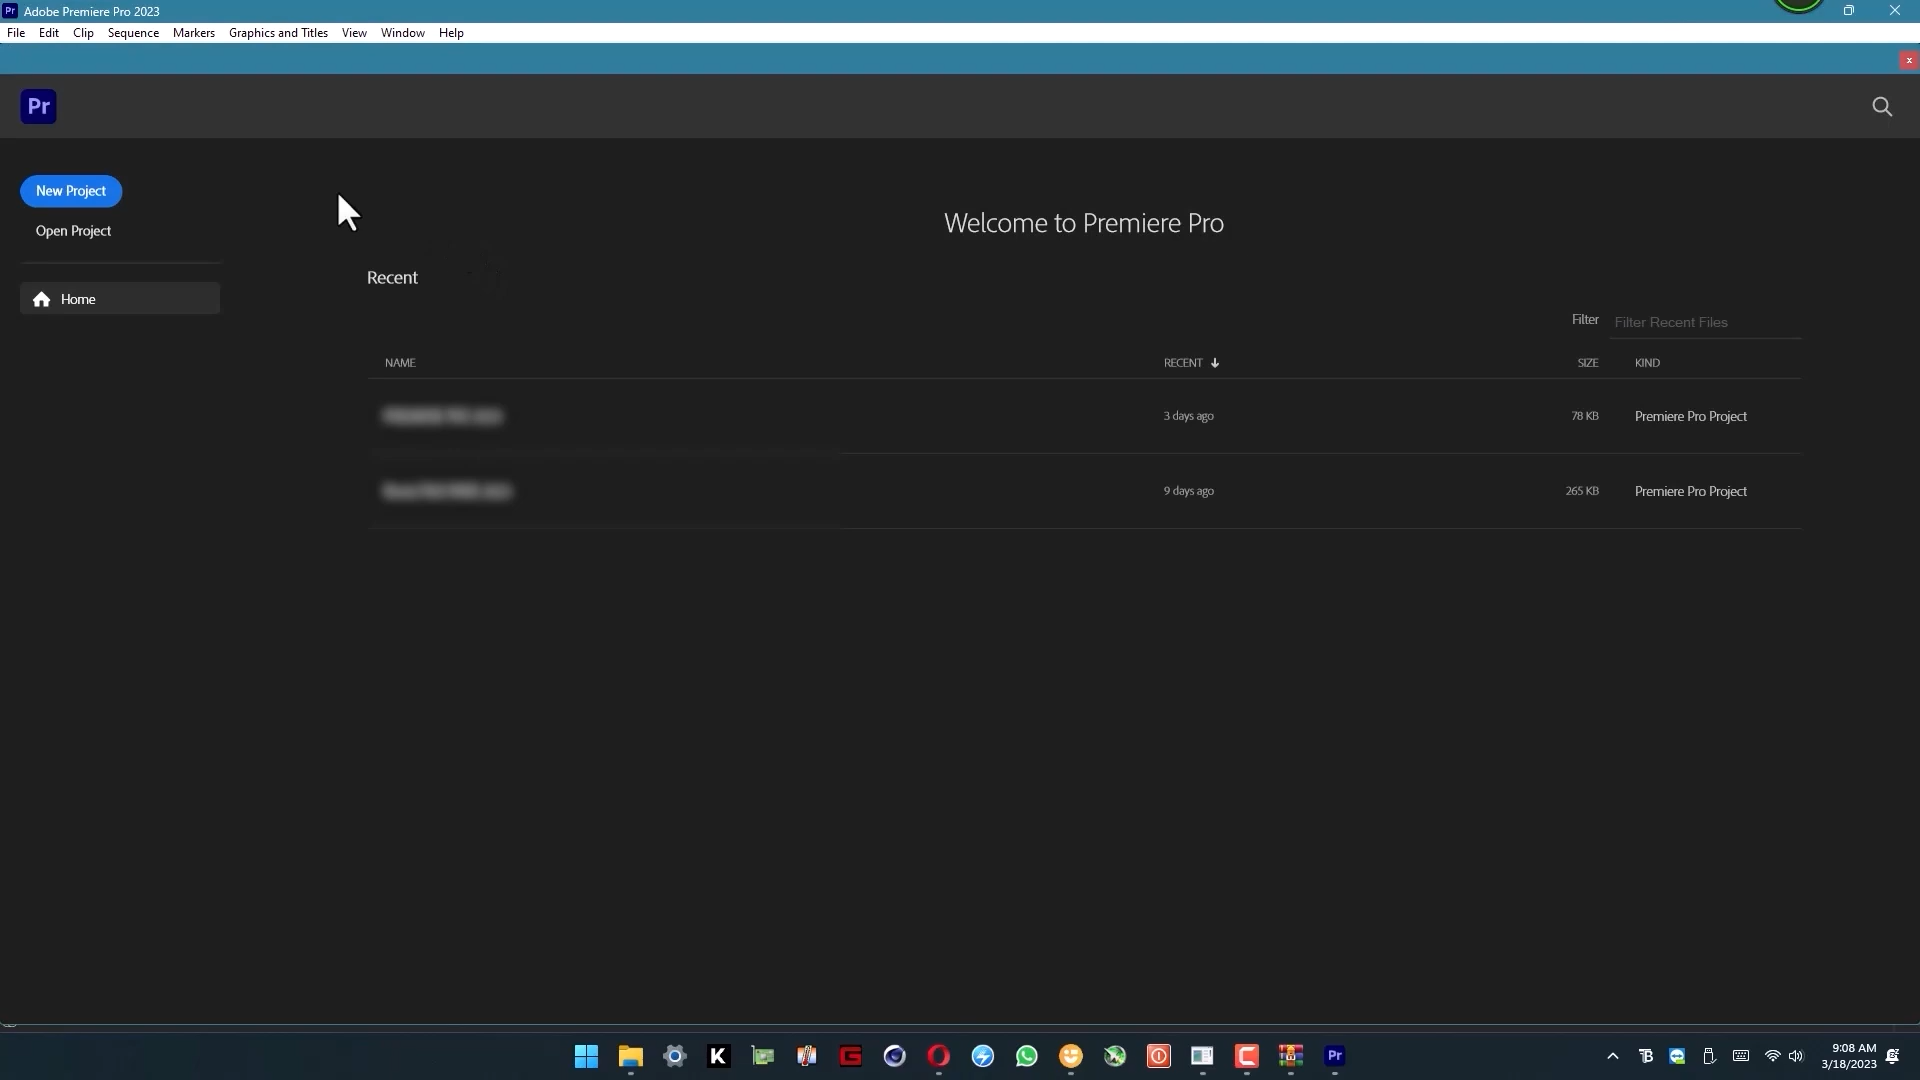 Pr Adobe Premiere Pro 2023
File Edit Clip Sequence Markers Graphics and Titles View Window Help
Pr
New Project
Open Project
Home
Welcome to Premiere Pro
Recent
Filter Filter Recent Files
NAME RECENT SIZE KIND
3 days ago 78 KB Premiere Pro Project
9 days ago 265 KB Premiere Pro Project
K Pr
9:08 AM
3/18/2023